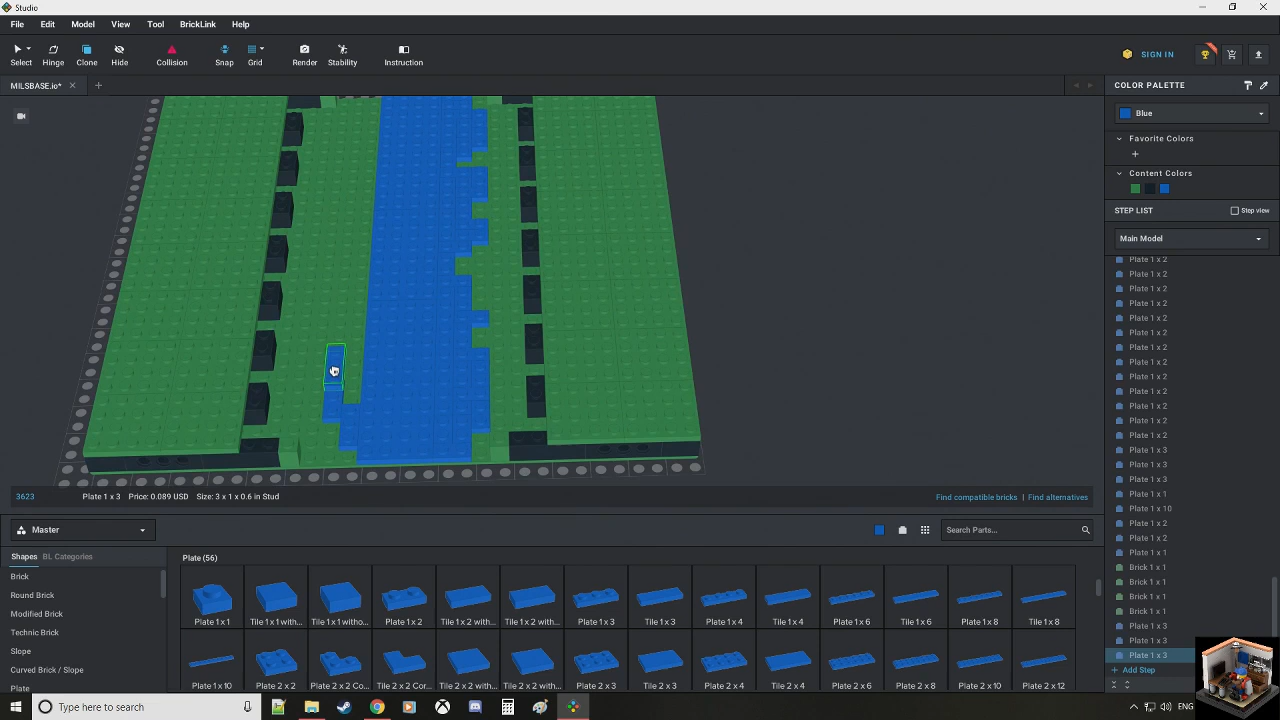 Studio
File Edit Model View Tool BrickLink Help
Select Hinge Clone Hide Collision Snap Grid Render Stability Instruction
SIGN IN
MILSBASE.io*
COLOR PALETTE
Blue
Favorite Colors
+
Content Colors
STEP LIST
Step view
Main Model
Plate 1 x 2
Plate 1 x 2
Plate 1 x 2
Plate 1 x 2
Plate 1 x 2
Plate 1 x 2
Plate 1 x 2
Plate 1 x 2
Plate 1 x 2
Plate 1 x 2
Plate 1 x 2
Plate 1 x 2
Plate 1 x 2
Plate 1 x 3
Plate 1 x 3
Plate 1 x 3
Plate 1 x 1
Plate 1 x 10
Plate 1 x 2
Plate 1 x 2
Plate 1 x 1
Brick 1 x 1
Brick 1 x 1
Brick 1 x 1
Brick 1 x 1
Plate 1 x 3
Plate 1 x 3
Plate 1 x 3
+ Add Step
3623 Plate 1 x 3 Price: 0.089 USD Size: 3 x 1 x 0.6 in Stud
Find compatible bricks | Find alternatives
Master
Search Parts...
Shapes BL Categories
Brick
Round Brick
Modified Brick
Technic Brick
Slope
Curved Brick / Slope
Plate
Plate (56)
Plate 1 x 1 Tile 1 x 1 with... Tile 1 x 1 witho... Plate 1 x 2 Tile 1 x 2 with... Tile 1 x 2 witho... Plate 1 x 3 Tile 1 x 3 Plate 1 x 4 Tile 1 x 4 Plate 1 x 6 Tile 1 x 6 Plate 1 x 8 Tile 1 x 8
Plate 1 x 10 Plate 2 x 2 Plate 2 x 2 Co... Tile 2 x 2 Cor... Tile 2 x 2 with... Tile 2 x 2 Plate 2 x 3 Tile 2 x 3 Plate 2 x 4 Tile 2 x 4 Plate 2 x 6 Plate 2 x 8 Plate 2 x 10 Plate 2 x 12
Type here to search
ENG 7:01 PM